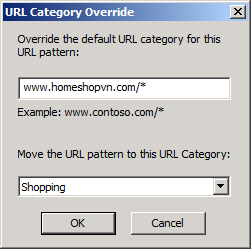 URL Category Override
Override the default URL category for this
URL pattern:
www.homeshopvn.com/*
Example: www.contoso.com/*
Move the URL pattern to this URL Category:
Shopping
OK Cancel